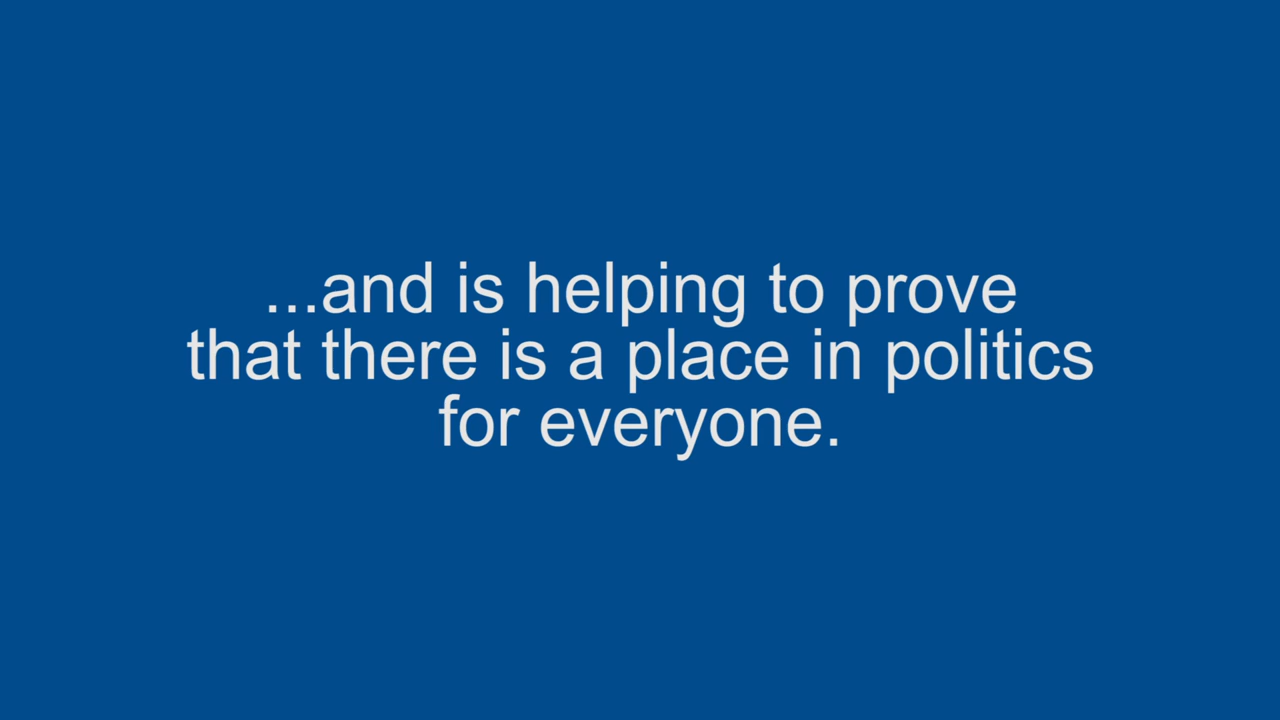 ...and is helping to prove
that there is a place in politics
for everyone.